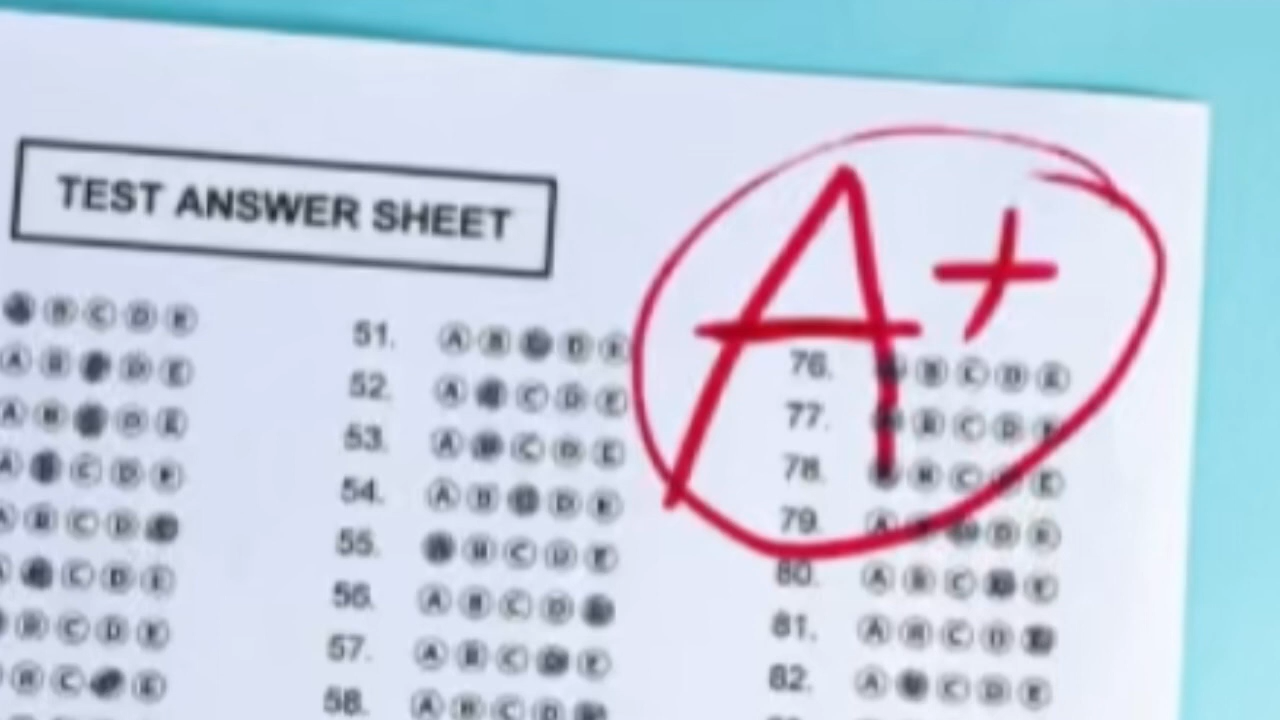 TEST ANSWER SHEET
A+
A B C D E
51. A B C D E
76. A B C D E
A B C D E
52. A B C D E
77. A B C D E
A B C D E
53. A B C D E
78. A B C D E
A B C D E
54. A B C D E
79. A B C D E
A B C D E
55. A B C D E
80. A B C D E
A B C D E
56. A B C D E
81. A B C D E
B C D E
57. A B C D E
82. A B C D E
B C D E
58. A B C D E